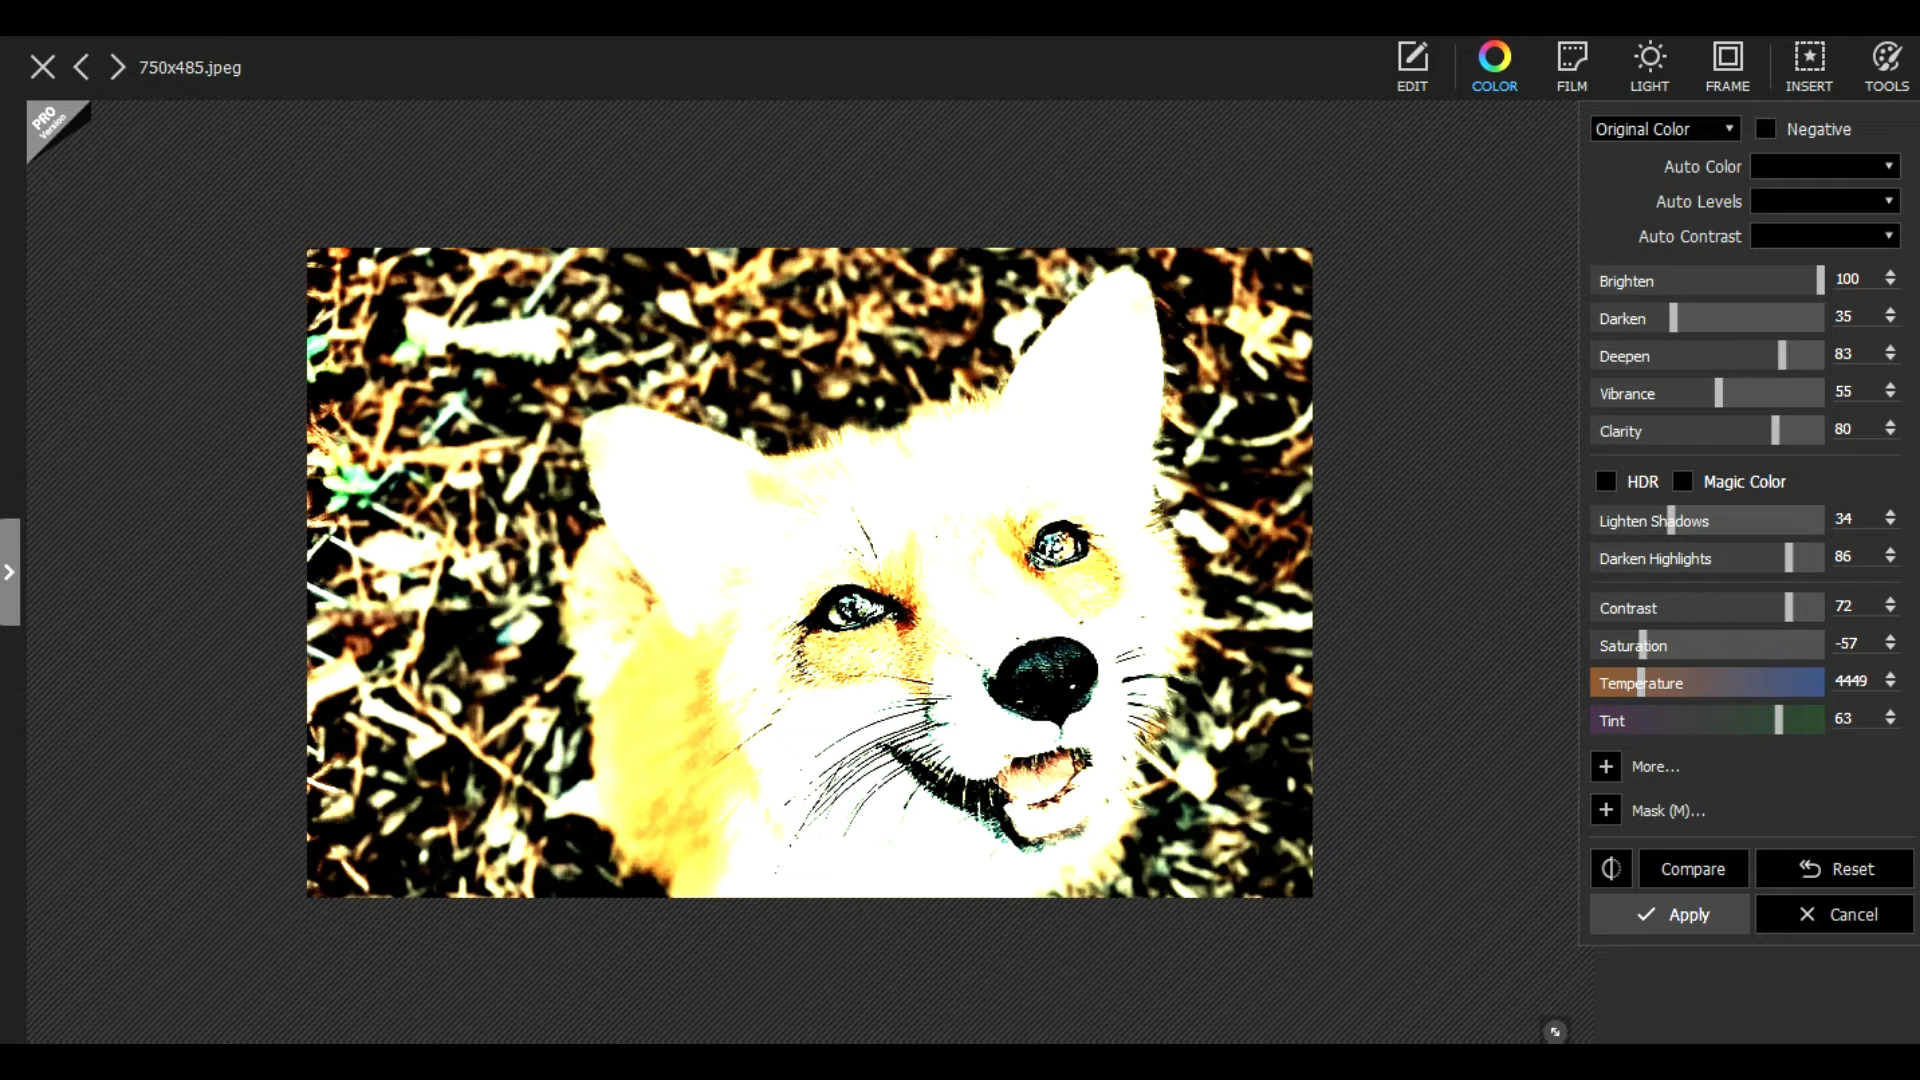 750x485.jpeg
EDIT
COLOR
FILM
LIGHT
FRAME
INSERT
TOOLS
PRO
Version
Original Color
Negative
Auto Color
Auto Levels
Auto Contrast
Brighten 100
Darken 35
Deepen 83
Vibrance 55
Clarity 80
HDR
Magic Color
Lighten Shadows 34
Darken Highlights 86
Contrast 72
Saturation -57
Temperature 4449
Tint 63
More...
Mask (M)...
Compare
Reset
Apply
Cancel